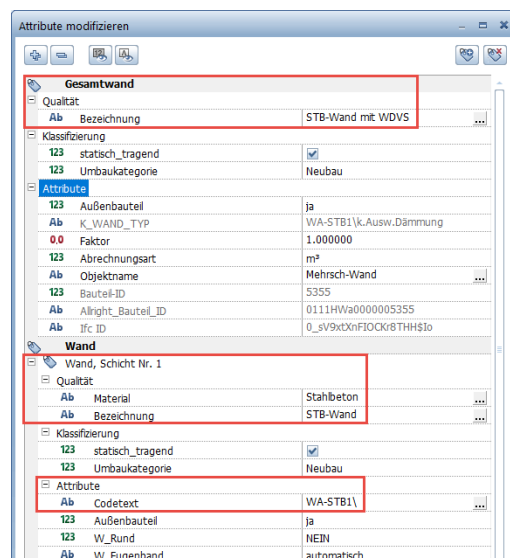 Attribute modifizieren
Gesamtwand
Qualität
Ab Bezeichnung STB-Wand mit WDVS ...
Klassifizierung
123 statisch_tragend
123 Umbaukategorie Neubau
Attribute
123 Außenbauteil ja
Ab K_WAND_TYP WA-STB1\k.Ausw.Dämmung
0,0 Faktor 1.000000
123 Abrechnungsart m³
Ab Objektname Mehrsch-Wand ...
123 Bauteil-ID 5355
Ab Allright_Bauteil_ID 0111HWa0000005355
Ab Ifc ID 0_sV9xtXnFIOCKr8THH$Io
Wand
Wand, Schicht Nr. 1
Qualität
Ab Material Stahlbeton ...
Ab Bezeichnung STB-Wand ...
Klassifizierung
123 statisch_tragend
123 Umbaukategorie Neubau
Attribute
Ab Codetext WA-STB1\ ...
123 Außenbauteil ja
123 W_Rund NEIN
Ab W_Fugenband automatisch